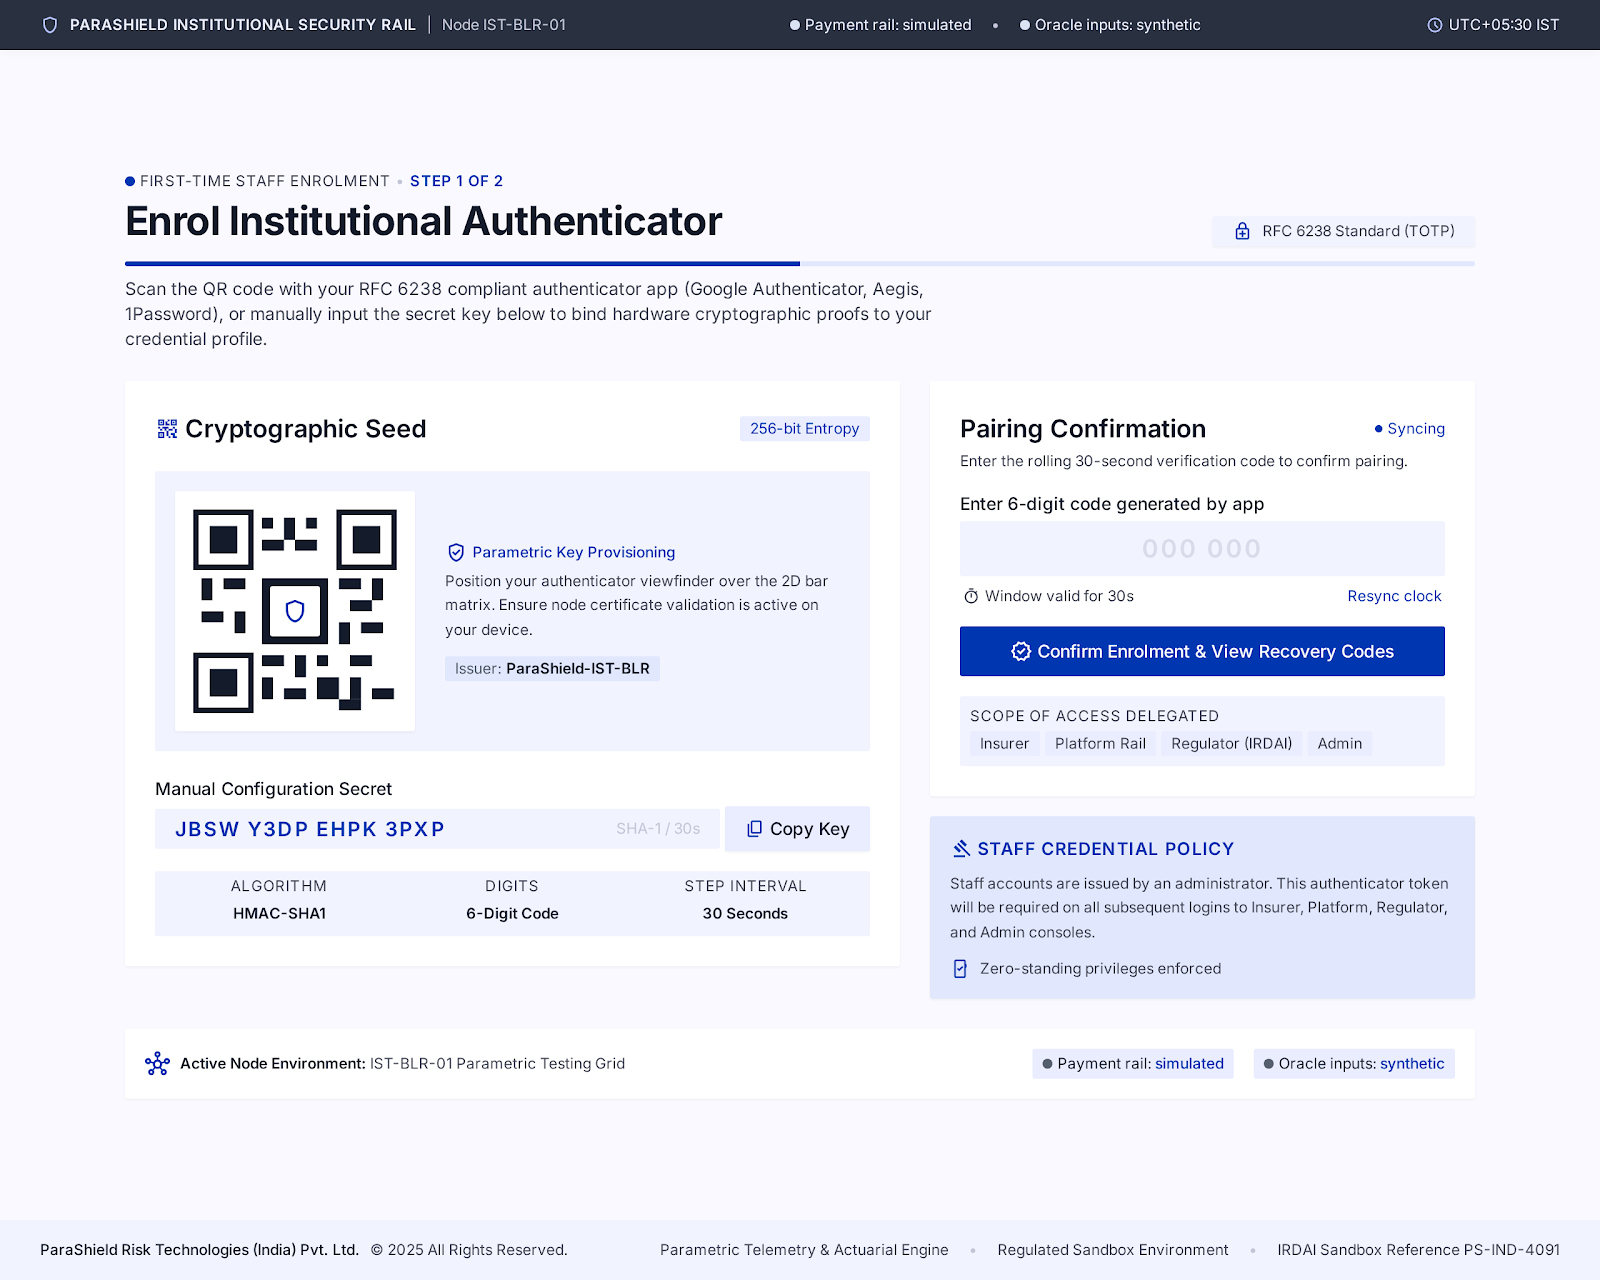 PARASHIELD INSTITUTIONAL SECURITY RAIL
Node IST-BLR-01
Payment rail: simulated • Oracle inputs: synthetic
UTC+05:30 IST
FIRST-TIME STAFF ENROLMENT • STEP 1 OF 2
Enrol Institutional Authenticator
RFC 6238 Standard (TOTP)
Scan the QR code with your RFC 6238 compliant authenticator app (Google Authenticator, Aegis,
1Password), or manually input the secret key below to bind hardware cryptographic proofs to your
credential profile.
Cryptographic Seed
256-bit Entropy
Parametric Key Provisioning
Position your authenticator viewfinder over the 2D bar
matrix. Ensure node certificate validation is active on
your device.
Issuer: ParaShield-IST-BLR
Manual Configuration Secret
JBSW Y3DP EHPK 3PXP
SHA-1 / 30s
Copy Key
ALGORITHM
HMAC-SHA1
DIGITS
6-Digit Code
STEP INTERVAL
30 Seconds
Pairing Confirmation
Syncing
Enter the rolling 30-second verification code to confirm pairing.
Enter 6-digit code generated by app
000 000
Window valid for 30s
Resync clock
Confirm Enrolment & View Recovery Codes
SCOPE OF ACCESS DELEGATED
Insurer
Platform Rail
Regulator (IRDAI)
Admin
STAFF CREDENTIAL POLICY
Staff accounts are issued by an administrator. This authenticator token
will be required on all subsequent logins to Insurer, Platform, Regulator,
and Admin consoles.
Zero-standing privileges enforced
Active Node Environment: IST-BLR-01 Parametric Testing Grid
Payment rail: simulated
Oracle inputs: synthetic
ParaShield Risk Technologies (India) Pvt. Ltd. © 2025 All Rights Reserved.
Parametric Telemetry & Actuarial Engine • Regulated Sandbox Environment • IRDAI Sandbox Reference PS-IND-4091